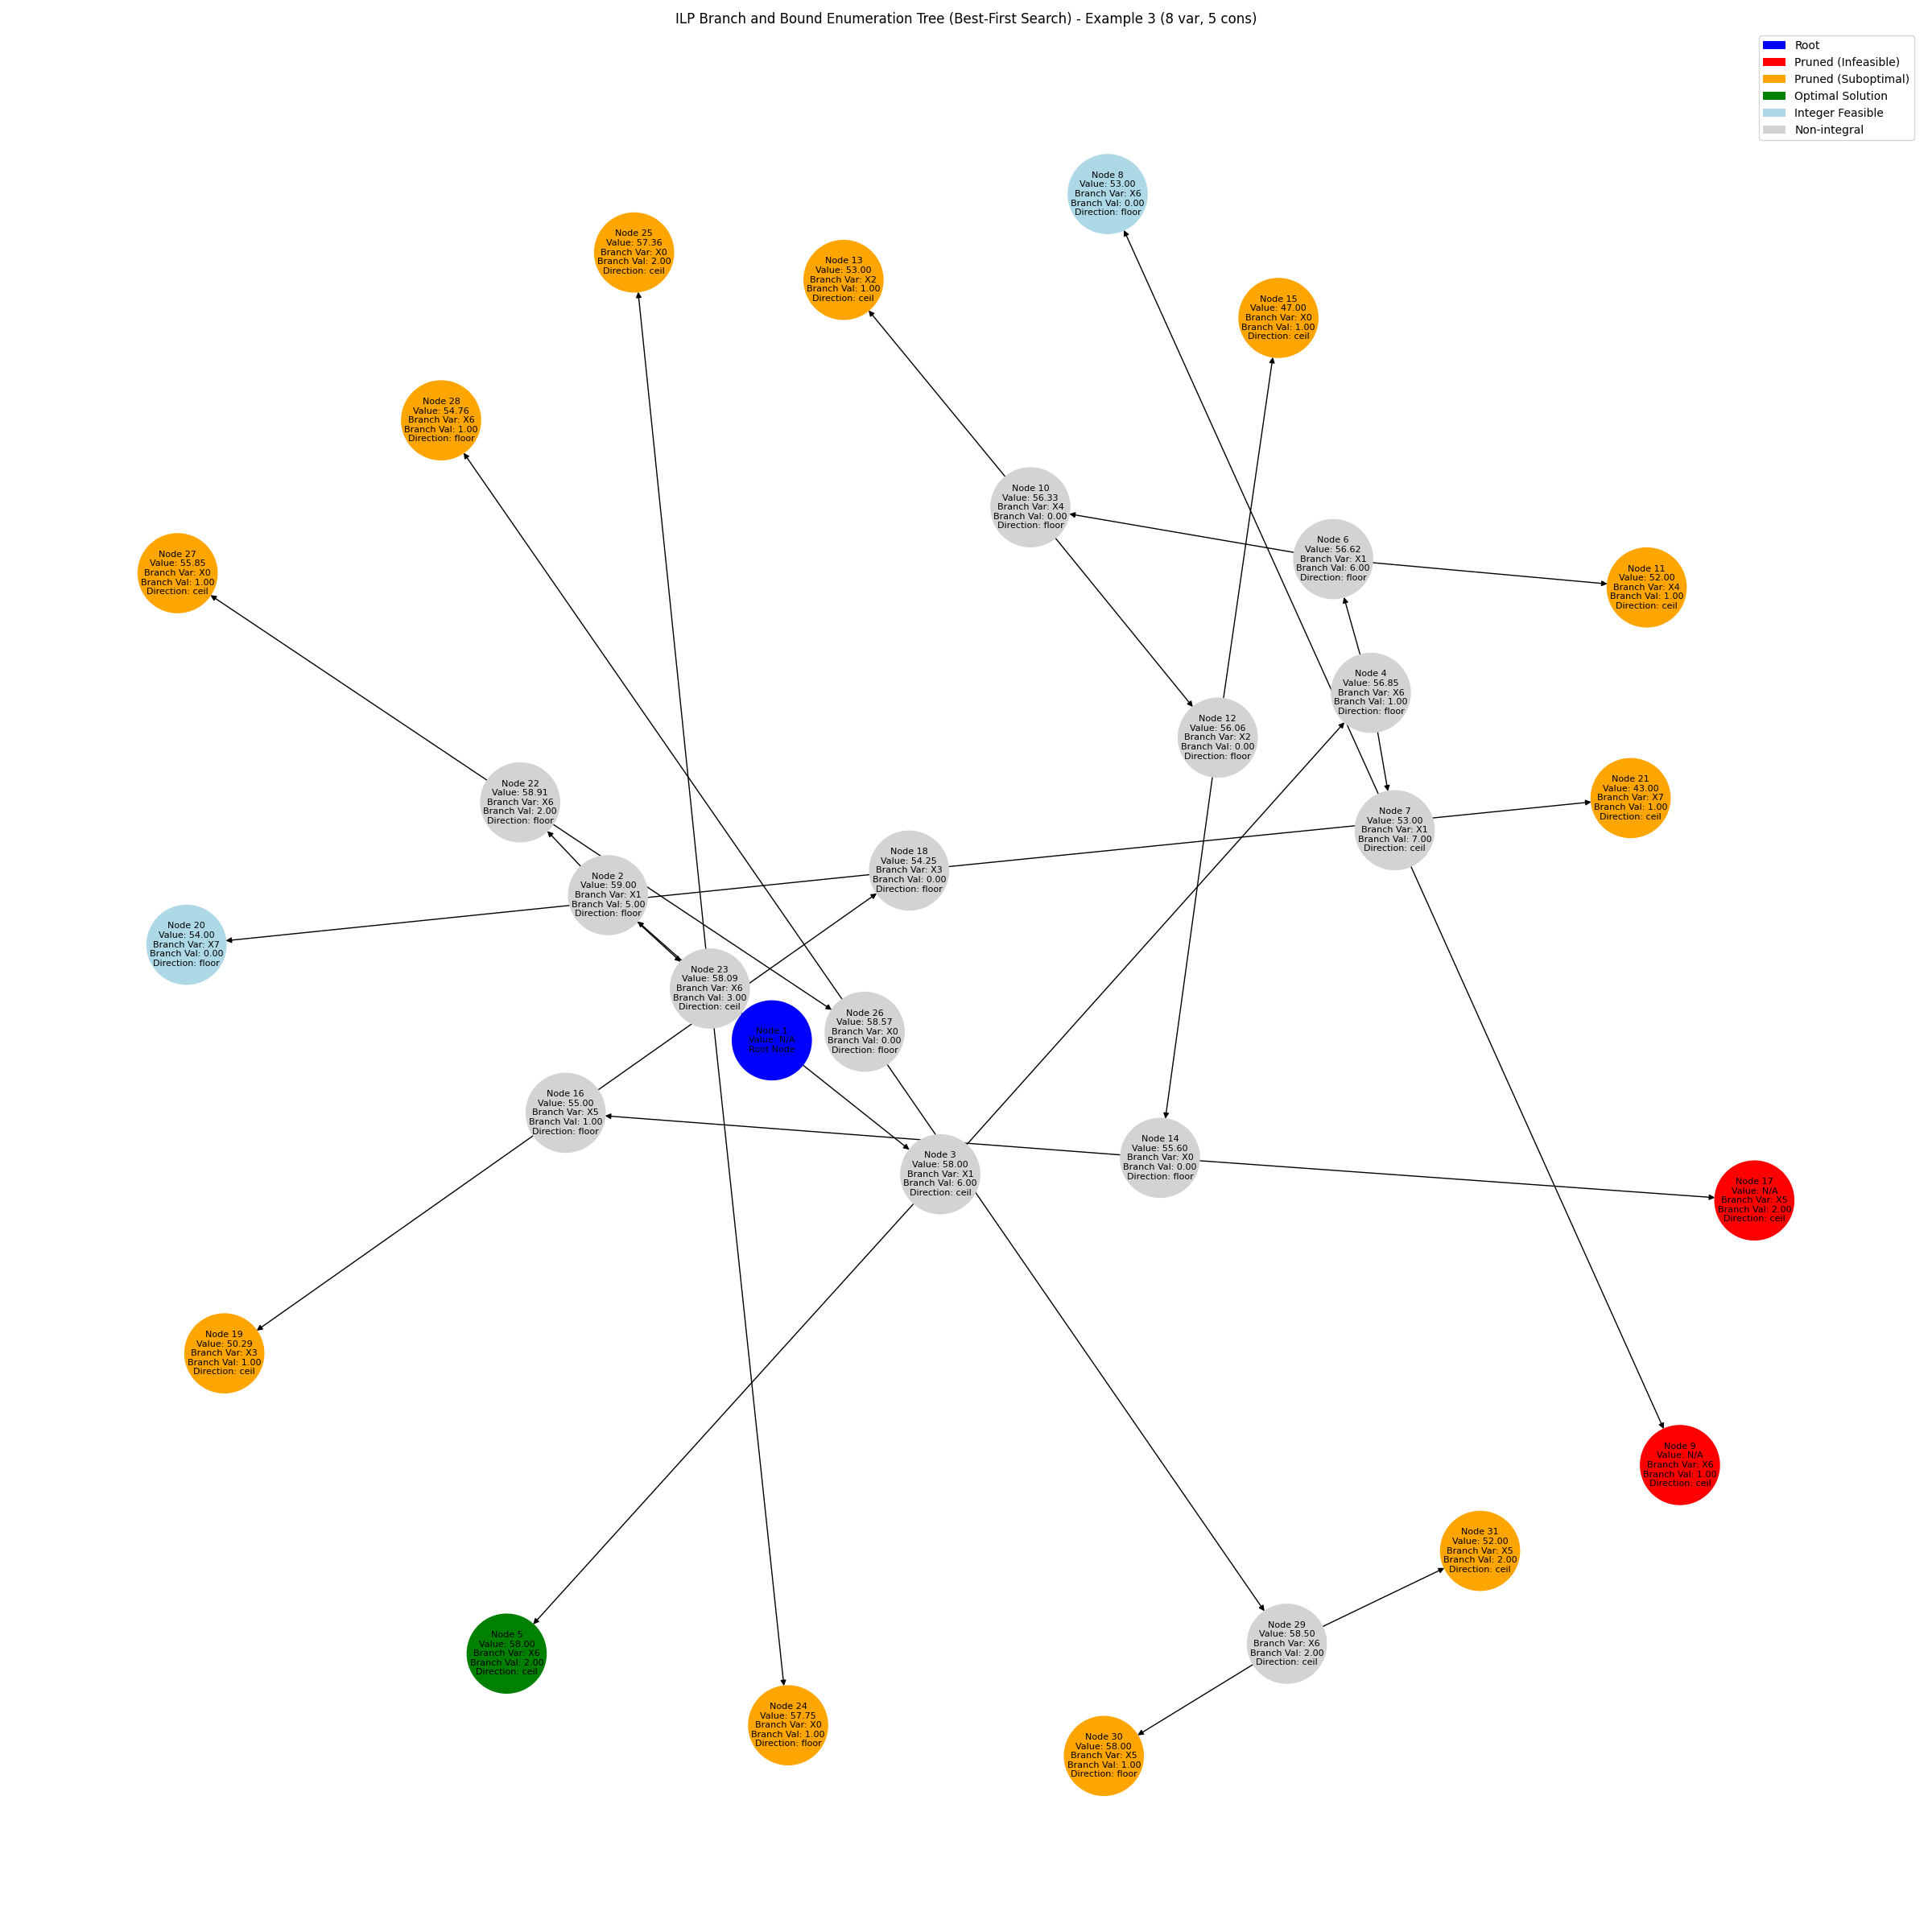 ILP Branch and Bound Enumeration Tree (Best-First Search) - Example 3 (8 var, 5 cons)
Root
Pruned (Infeasible)
Pruned (Suboptimal)
Optimal Solution
Integer Feasible
Non-integral
Node 8
Value: 53.00
Branch Var: X6
Branch Val: 0.00
Direction: floor
Node 25
Value: 57.36
Branch Var: X0
Branch Val: 2.00
Direction: ceil
Node 13
Value: 53.00
Branch Var: X2
Branch Val: 1.00
Direction: ceil
Node 15
Value: 47.00
Branch Var: X0
Branch Val: 1.00
Direction: ceil
Node 28
Value: 54.76
Branch Var: X6
Branch Val: 1.00
Direction: floor
Node 10
Value: 56.33
Branch Var: X4
Branch Val: 0.00
Direction: floor
Node 6
Value: 56.62
Branch Var: X1
Branch Val: 6.00
Direction: floor
Node 27
Value: 55.85
Branch Var: X0
Branch Val: 1.00
Direction: ceil
Node 11
Value: 52.00
Branch Var: X4
Branch Val: 1.00
Direction: ceil
Node 4
Value: 56.85
Branch Var: X6
Branch Val: 1.00
Direction: floor
Node 12
Value: 56.06
Branch Var: X2
Branch Val: 0.00
Direction: floor
Node 22
Value: 58.91
Branch Var: X6
Branch Val: 2.00
Direction: floor
Node 21
Value: 43.00
Branch Var: X7
Branch Val: 1.00
Direction: ceil
Node 7
Value: 53.00
Branch Var: X1
Branch Val: 7.00
Direction: ceil
Node 18
Value: 54.25
Branch Var: X3
Branch Val: 0.00
Direction: floor
Node 2
Value: 59.00
Branch Var: X1
Branch Val: 5.00
Direction: floor
Node 20
Value: 54.00
Branch Var: X7
Branch Val: 0.00
Direction: floor
Node 23
Value: 58.09
Branch Var: X6
Branch Val: 3.00
Direction: ceil
Node 26
Value: 58.57
Branch Var: X0
Branch Val: 0.00
Direction: floor
Node 1
Value: N/A
Root Node
Node 16
Value: 55.00
Branch Var: X5
Branch Val: 1.00
Direction: floor
Node 14
Value: 55.60
Branch Var: X0
Branch Val: 0.00
Direction: floor
Node 3
Value: 58.00
Branch Var: X1
Branch Val: 6.00
Direction: ceil
Node 17
Value: N/A
Branch Var: X5
Branch Val: 2.00
Direction: ceil
Node 19
Value: 50.29
Branch Var: X3
Branch Val: 1.00
Direction: ceil
Node 9
Value: N/A
Branch Var: X6
Branch Val: 1.00
Direction: ceil
Node 31
Value: 52.00
Branch Var: X5
Branch Val: 2.00
Direction: ceil
Node 29
Value: 58.50
Branch Var: X6
Branch Val: 2.00
Direction: ceil
Node 5
Value: 58.00
Branch Var: X6
Branch Val: 2.00
Direction: ceil
Node 24
Value: 57.75
Branch Var: X0
Branch Val: 1.00
Direction: floor
Node 30
Value: 58.00
Branch Var: X5
Branch Val: 1.00
Direction: floor